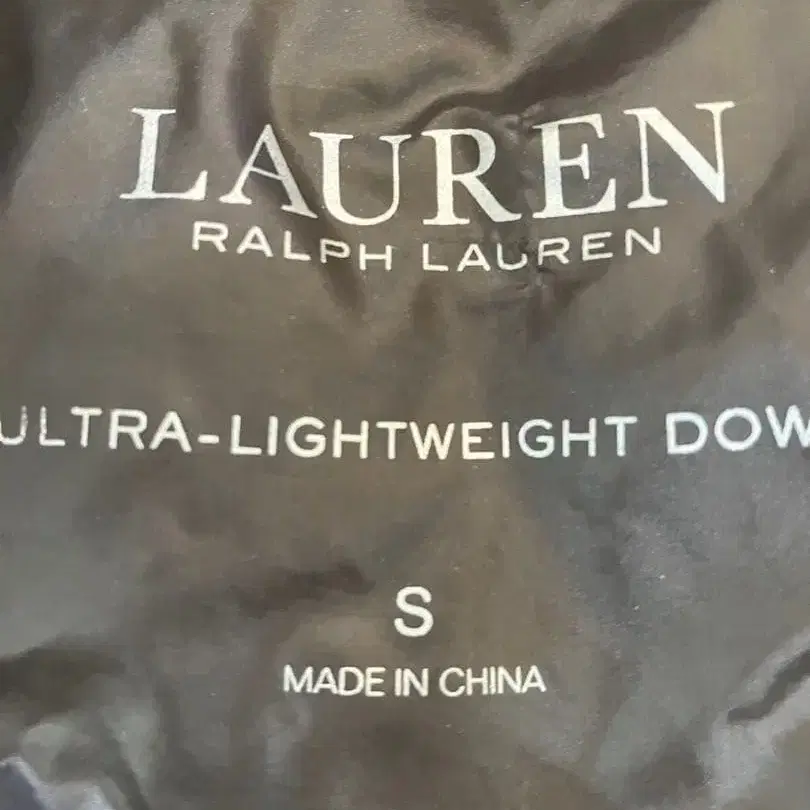 LAUREN
RALPH LAUREN
ULTRA-LIGHTWEIGHT DOW
S
MADE IN CHINA